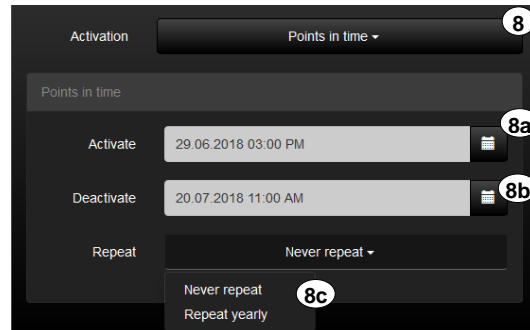 8
Activation Points in time
Points in time
8a
Activate 29.06.2018 03:00 PM
8b
Deactivate 20.07.2018 11:00 AM
Repeat Never repeat
Never repeat 8c
Repeat yearly